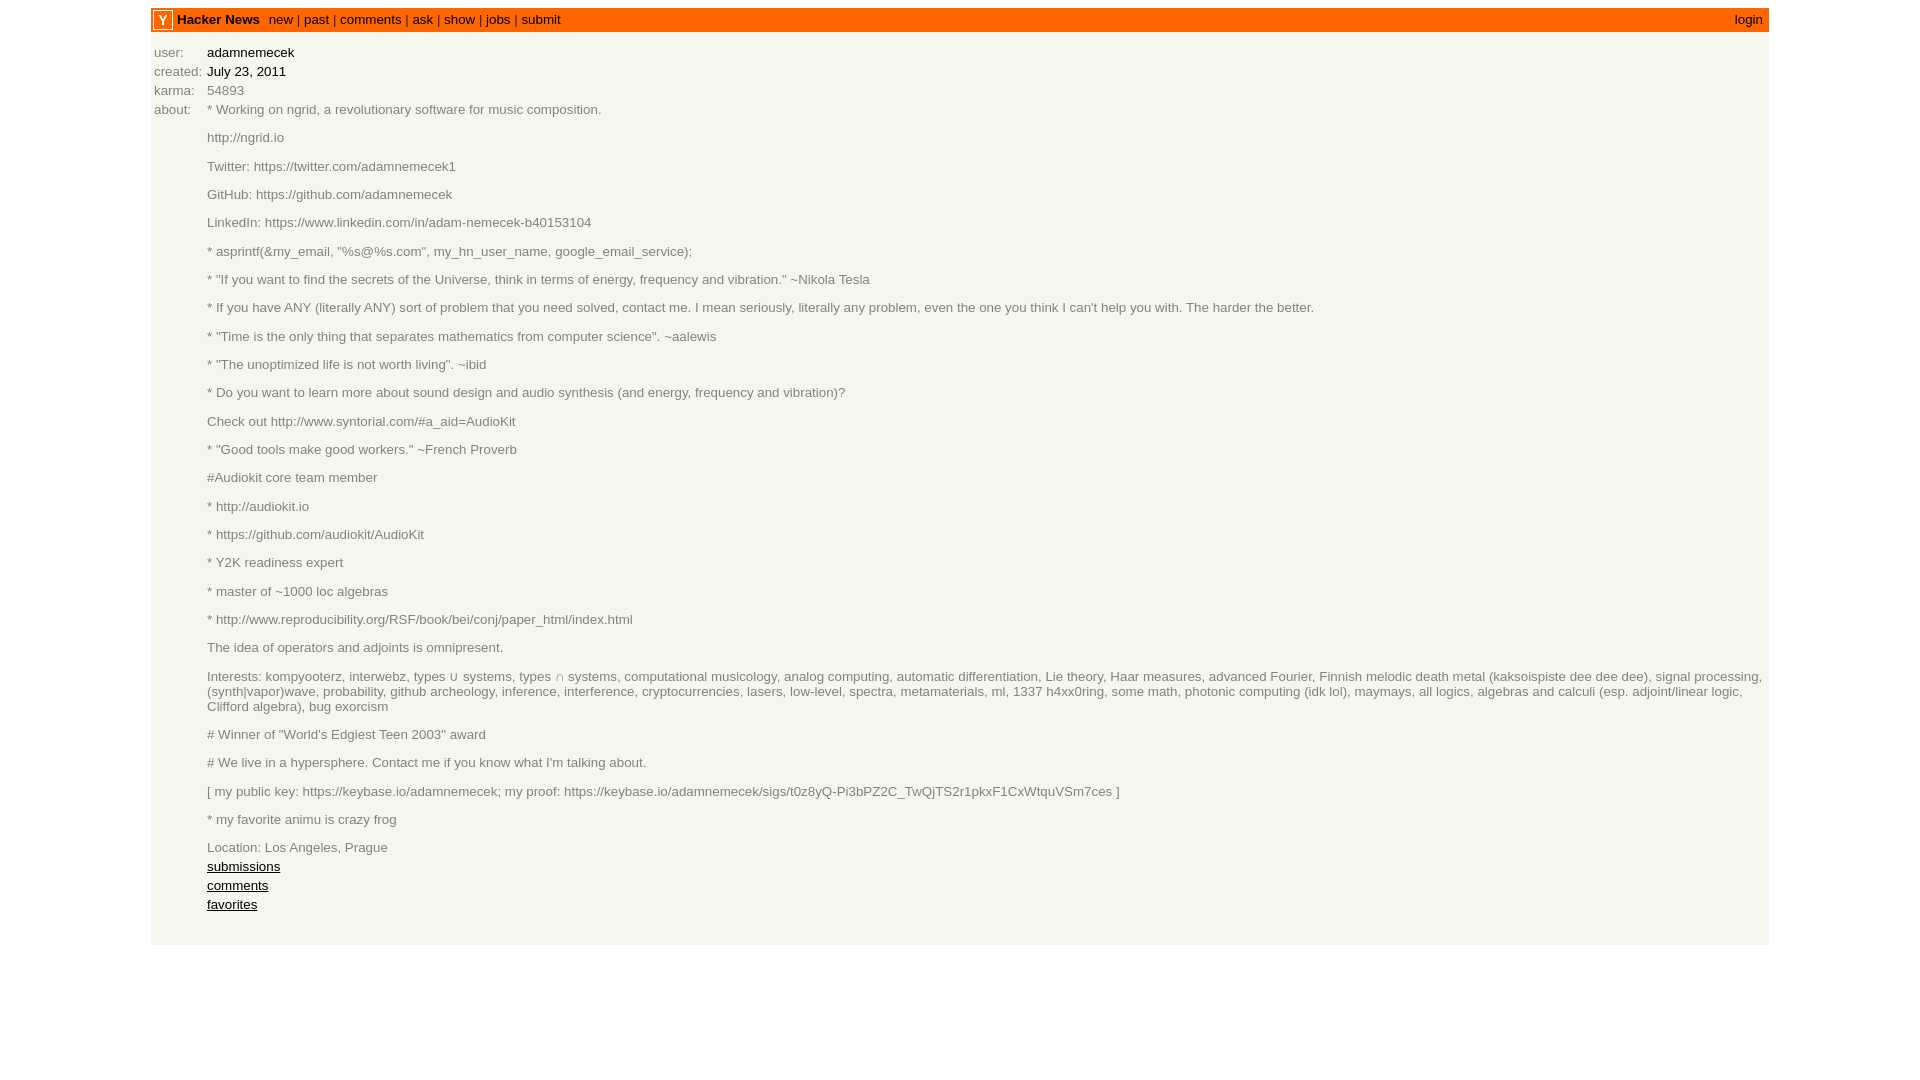 Y Hacker News new | past | comments | ask | show | jobs | submit login
user: adamnemecek
created: July 23, 2011
karma: 54893
about: * Working on ngrid, a revolutionary software for music composition.
http://ngrid.io
Twitter: https://twitter.com/adamnemecek1
GitHub: https://github.com/adamnemecek
LinkedIn: https://www.linkedin.com/in/adam-nemecek-b40153104
* asprintf(&my_email, "%s@%s.com", my_hn_user_name, google_email_service);
* "If you want to find the secrets of the Universe, think in terms of energy, frequency and vibration." ~Nikola Tesla
* If you have ANY (literally ANY) sort of problem that you need solved, contact me. I mean seriously, literally any problem, even the one you think I can't help you with. The harder the better.
* "Time is the only thing that separates mathematics from computer science". ~aalewis
* "The unoptimized life is not worth living". ~ibid
* Do you want to learn more about sound design and audio synthesis (and energy, frequency and vibration)?
Check out http://www.syntorial.com/#a_aid=AudioKit
* "Good tools make good workers." ~French Proverb
#Audiokit core team member
* http://audiokit.io
* https://github.com/audiokit/AudioKit
* Y2K readiness expert
* master of ~1000 loc algebras
* http://www.reproducibility.org/RSF/book/bei/conj/paper_html/index.html
The idea of operators and adjoints is omnipresent.
Interests: kompyooterz, interwebz, types ∪ systems, types ∩ systems, computational musicology, analog computing, automatic differentiation, Lie theory, Haar measures, advanced Fourier, Finnish melodic death metal (kaksoispiste dee dee dee), signal processing,
(synth|vapor)wave, probability, github archeology, inference, interference, cryptocurrencies, lasers, low-level, spectra, metamaterials, ml, 1337 h4xx0ring, some math, photonic computing (idk lol), maymays, all logics, algebras and calculi (esp. adjoint/linear logic,
Clifford algebra), bug exorcism
# Winner of "World's Edgiest Teen 2003" award
# We live in a hypersphere. Contact me if you know what I'm talking about.
[ my public key: https://keybase.io/adamnemecek; my proof: https://keybase.io/adamnemecek/sigs/t0z8yQ-Pi3bPZ2C_TwQjTS2r1pkxF1CxWtquVSm7ces ]
* my favorite animu is crazy frog
Location: Los Angeles, Prague
submissions
comments
favorites